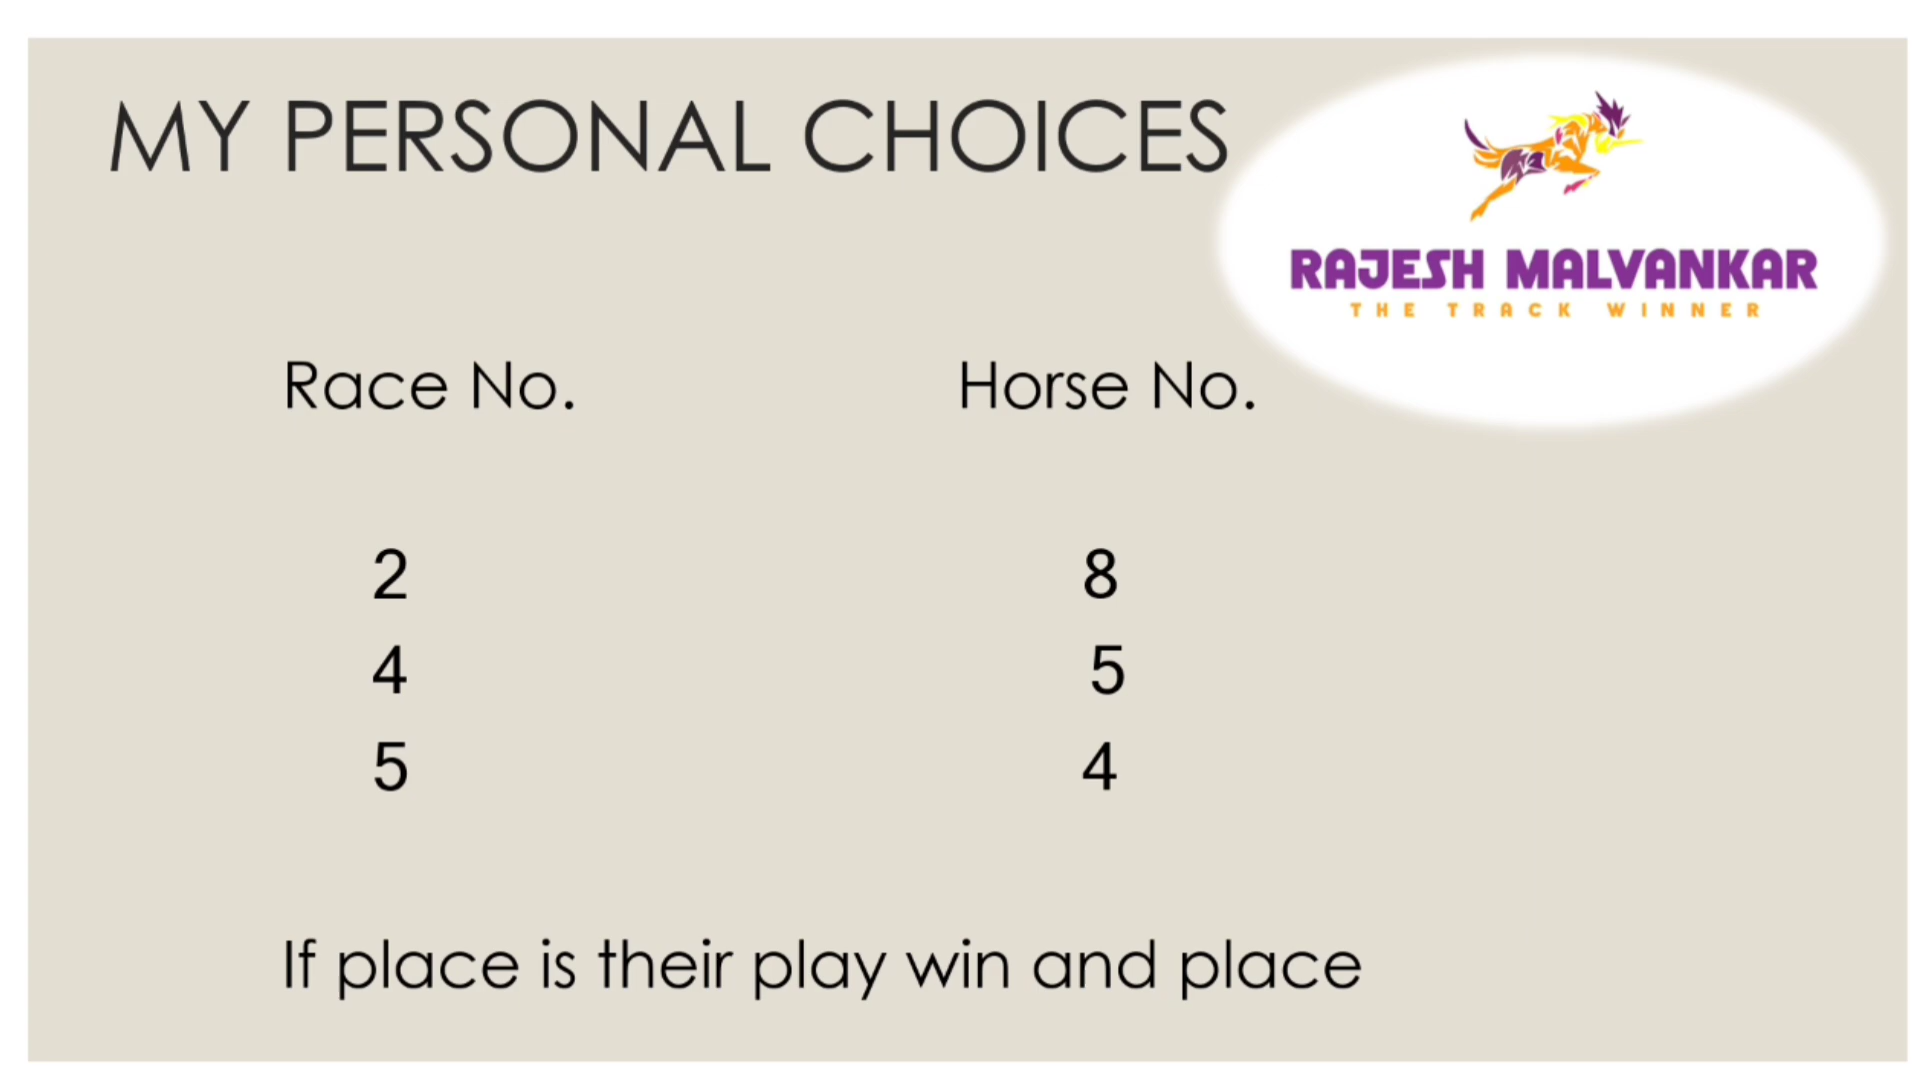 MY PERSONAL CHOICES
RAJESH MALVANKAR
THE TRACK WINNER
Race No. Horse No.
2 8
4 5
5 4
If place is their play win and place